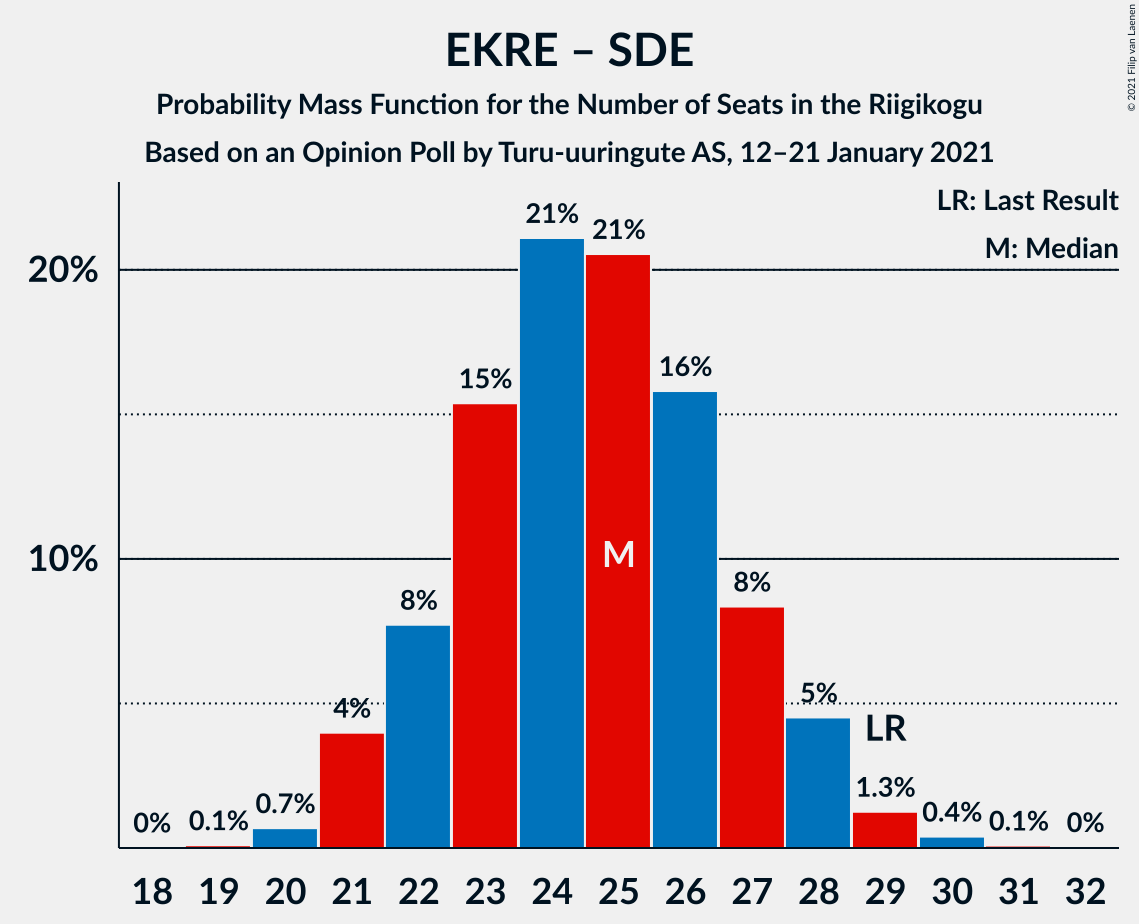 EKRE – SDE
Probability Mass Function for the Number of Seats in the Riigikogu
Based on an Opinion Poll by Turu-uuringute AS, 12–21 January 2021
© 2021 Filip van Laenen
LR: Last Result
M: Median
20%
10%
0%
0.1%
0.7%
4%
8%
15%
21%
21%
16%
8%
5%
1.3%
0.4%
0.1%
0%
M
LR
18 19 20 21 22 23 24 25 26 27 28 29 30 31 32